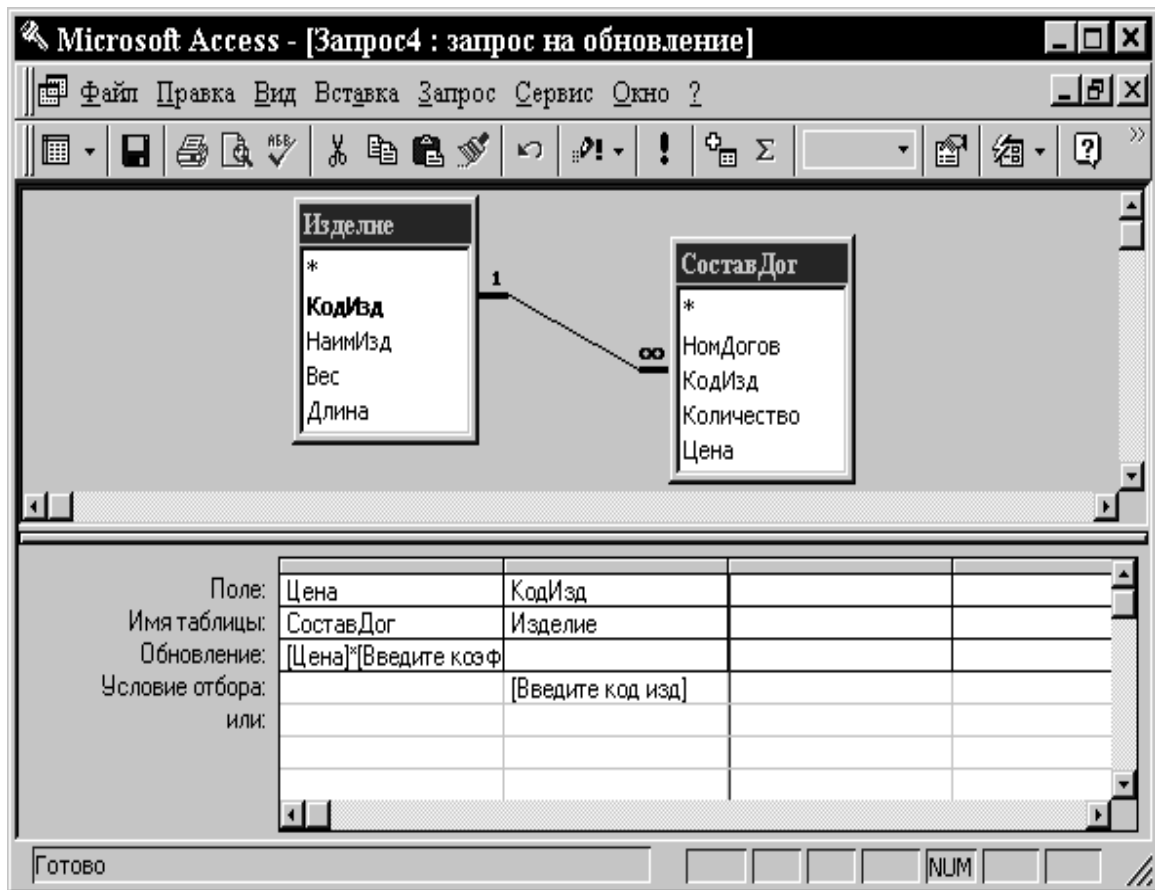 Microsoft Access - [Запрос4 : запрос на обновление]
Файл Правка Вид Вставка Запрос Сервис Окно ?
АБВ
Изделие
*
КодИзд
НаимИзд
Вес
Длина
1
∞
СоставДог
*
НомДогов
КодИзд
Количество
Цена
Поле: Цена КодИзд
Имя таблицы: СоставДог Изделие
Обновление: [Цена]*[Введите коэф
Условие отбора: [Введите код изд]
или:
Готово NUM